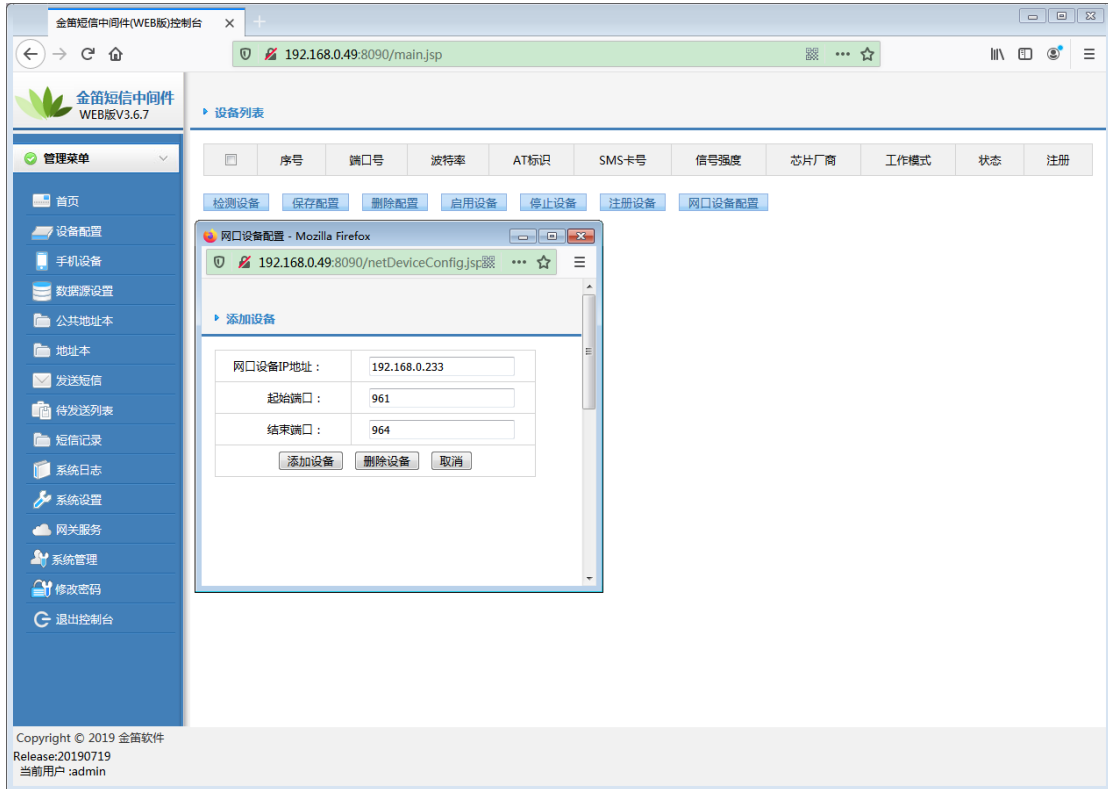 金笛短信中间件(WEB版)控制台
192.168.0.49:8090/main.jsp
金笛短信中间件
WEB版V3.6.7
设备列表
管理菜单
序号 端口号 波特率 AT标识 SMS卡号 信号强度 芯片厂商 工作模式 状态 注册
检测设备 保存配置 删除配置 启用设备 停止设备 注册设备 网口设备配置
首页
设备配置
手机设备
数据源设置
公共地址本
地址本
发送短信
待发送列表
短信记录
系统日志
系统设置
网关服务
系统管理
修改密码
退出控制台
网口设备配置 - Mozilla Firefox
192.168.0.49:8090/netDeviceConfig.jsp
添加设备
网口设备IP地址： 192.168.0.233
起始端口： 961
结束端口： 964
添加设备 删除设备 取消
Copyright © 2019 金笛软件
Release:20190719
当前用户 :admin